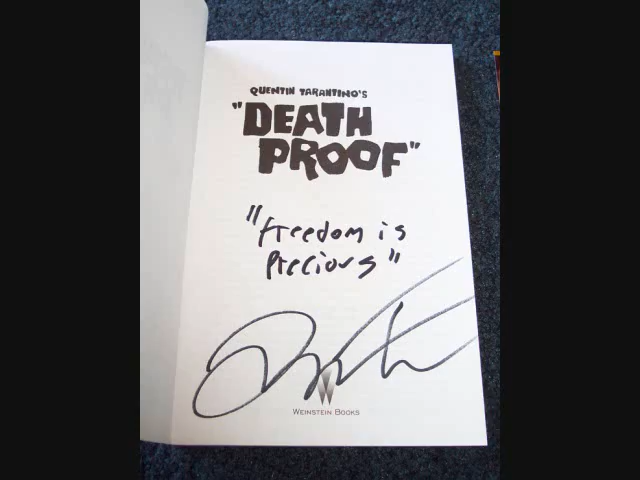 QUENTIN TARANTINO'S
"DEATH
PROOF"
"Freedom is
Precious"
WEINSTEIN BOOKS